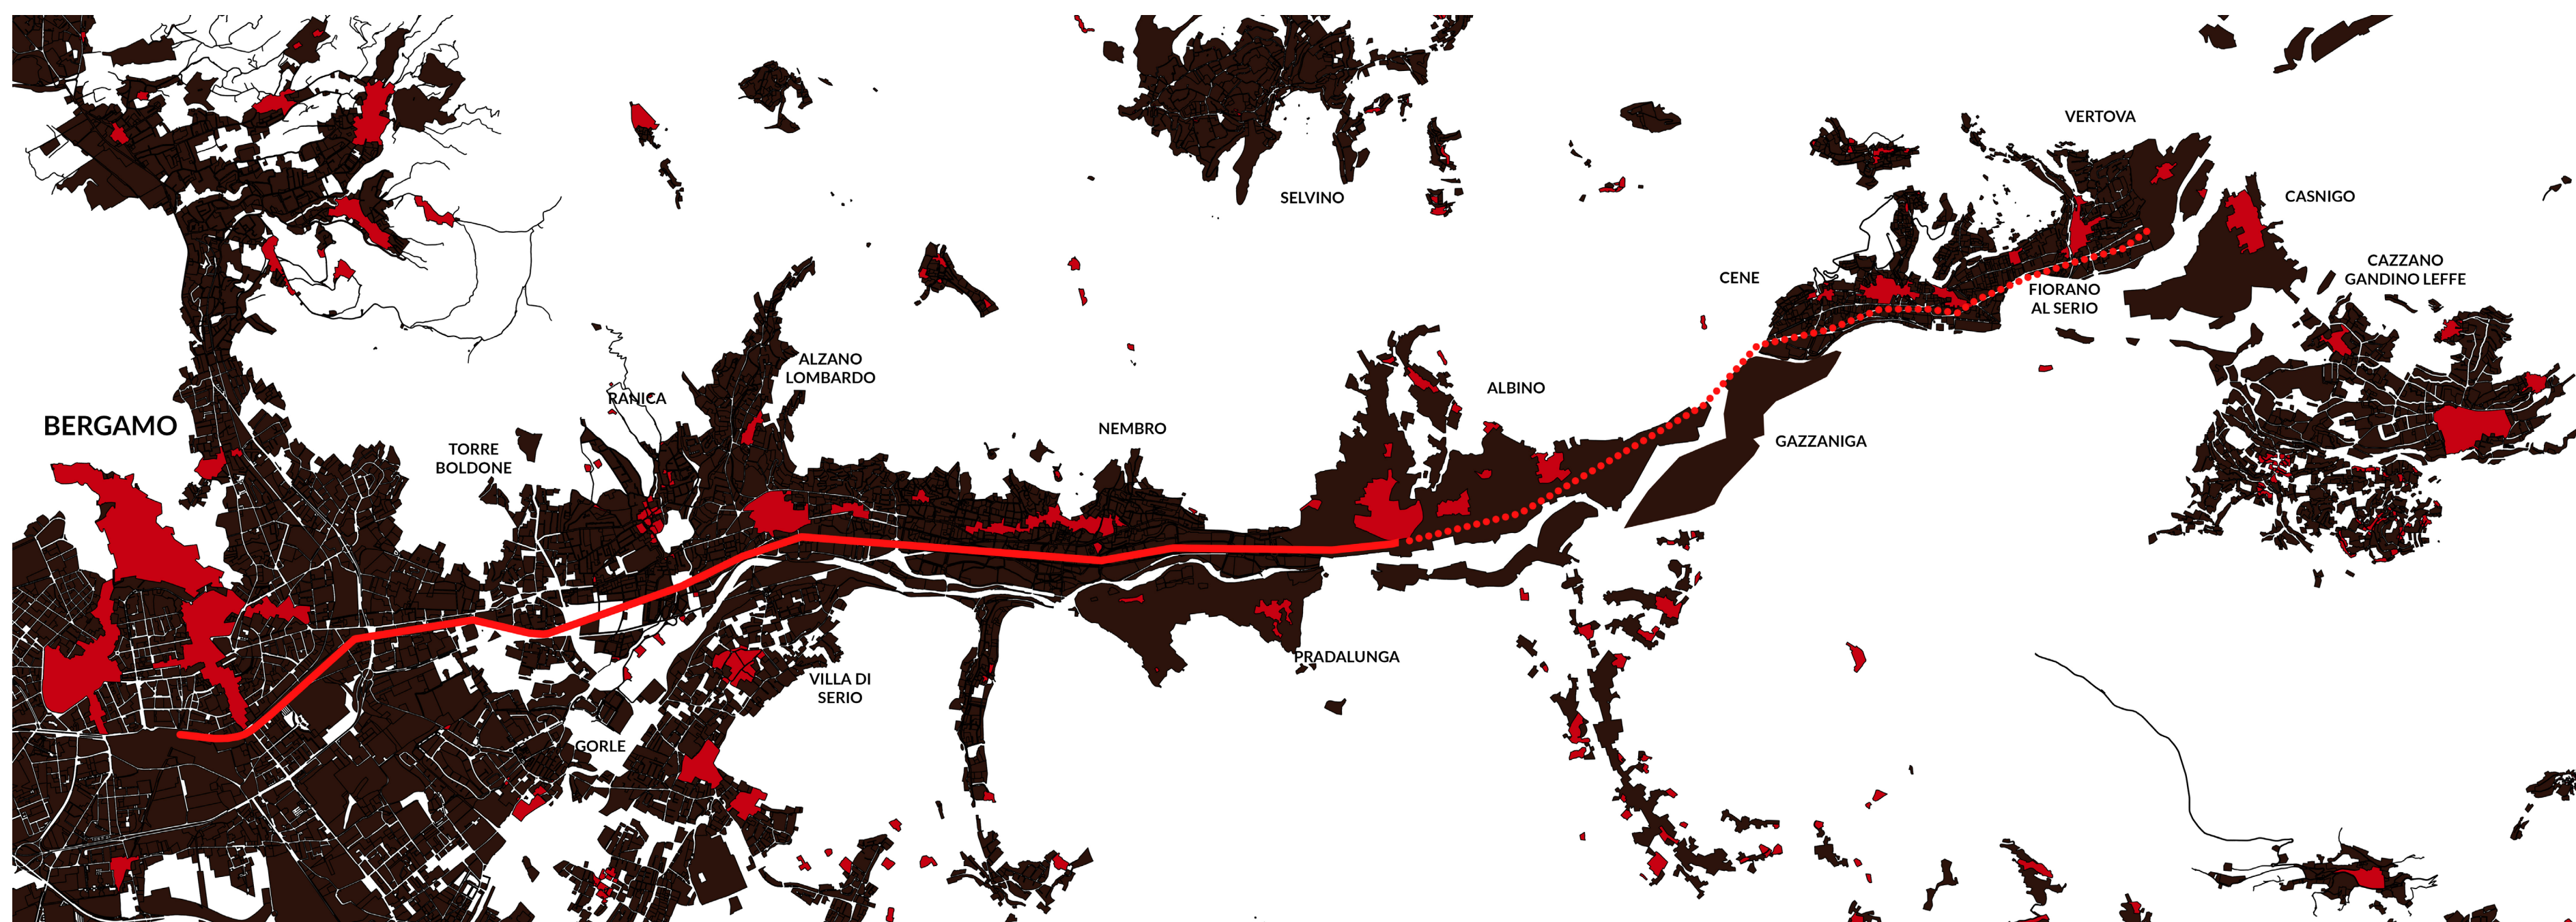 VERTOVA
SELVINO
CASNIGO
CENE
CAZZANO
GANDINO LEFFE
FIORANO
AL SERIO
ALZANO
LOMBARDO
RANICA
ALBINO
BERGAMO
NEMBRO
GAZZANIGA
TORRE
BOLDONE
PRADALUNGA
VILLA DI
SERIO
GORLE